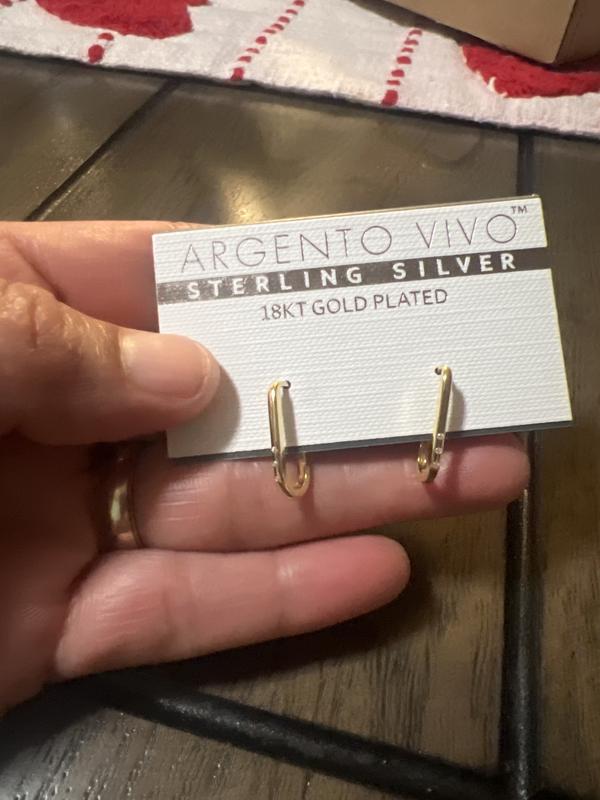 ARGENTO VIVO™
STERLING SILVER
18KT GOLD PLATED